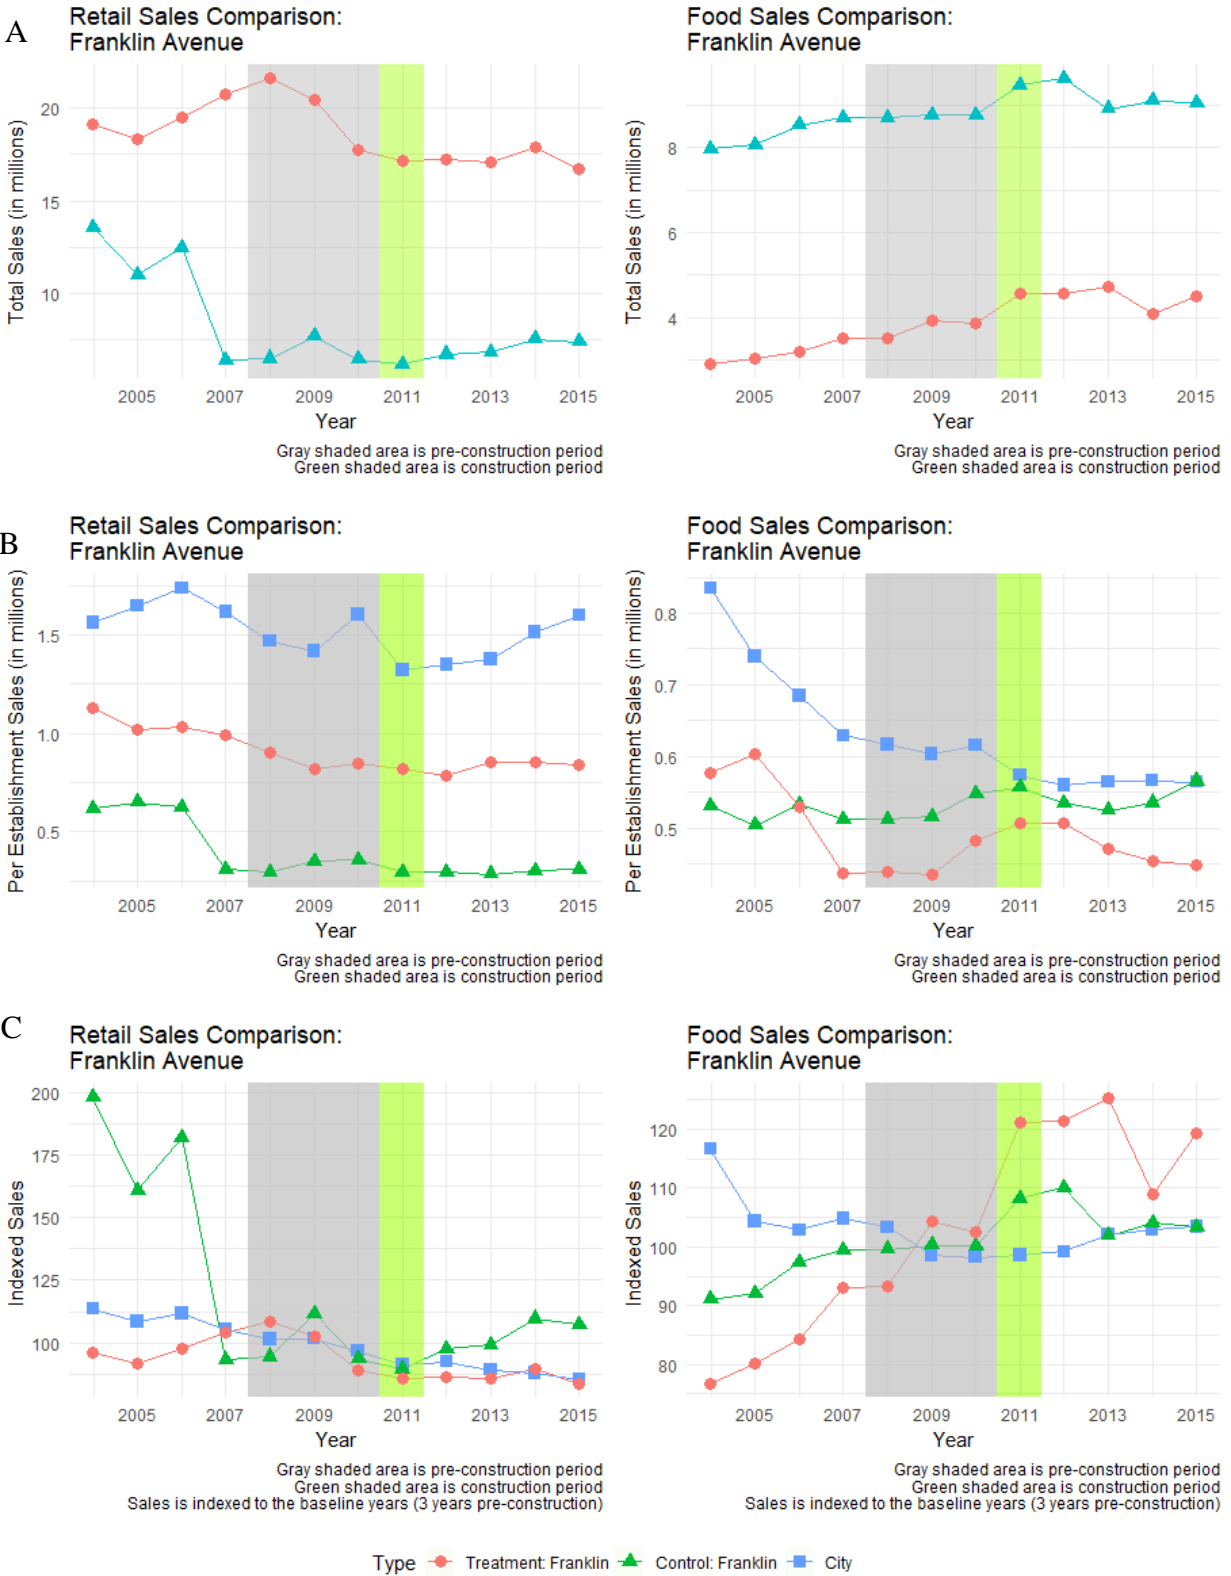 A
Retail Sales Comparison:
Franklin Avenue
Total Sales (in millions)
20
15
10
2005 2007 2009 2011 2013 2015
Year
Gray shaded area is pre-construction period
Green shaded area is construction period
Food Sales Comparison:
Franklin Avenue
Total Sales (in millions)
8
6
4
2005 2007 2009 2011 2013 2015
Year
Gray shaded area is pre-construction period
Green shaded area is construction period
B
Retail Sales Comparison:
Franklin Avenue
Per Establishment Sales (in millions)
1.5
1.0
0.5
2005 2007 2009 2011 2013 2015
Year
Gray shaded area is pre-construction period
Green shaded area is construction period
Food Sales Comparison:
Franklin Avenue
Per Establishment Sales (in millions)
0.8
0.7
0.6
0.5
2005 2007 2009 2011 2013 2015
Year
Gray shaded area is pre-construction period
Green shaded area is construction period
C
Retail Sales Comparison:
Franklin Avenue
Indexed Sales
200
175
150
125
100
2005 2007 2009 2011 2013 2015
Year
Gray shaded area is pre-construction period
Green shaded area is construction period
Sales is indexed to the baseline years (3 years pre-construction)
Food Sales Comparison:
Franklin Avenue
Indexed Sales
120
110
100
90
80
2005 2007 2009 2011 2013 2015
Year
Gray shaded area is pre-construction period
Green shaded area is construction period
Sales is indexed to the baseline years (3 years pre-construction)
Type Treatment: Franklin Control: Franklin City